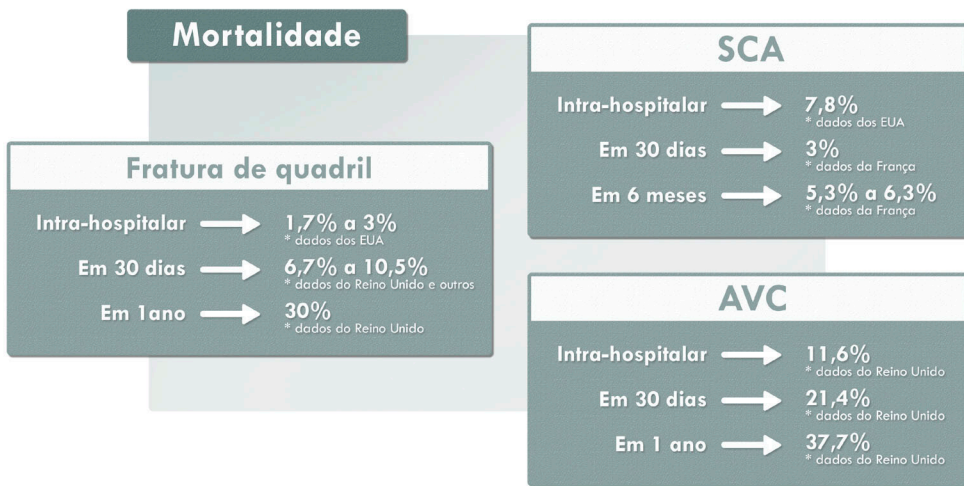 Mortalidade
Fratura de quadril
Intra-hospitalar → 1,7% a 3%
* dados dos EUA
Em 30 dias → 6,7% a 10,5%
* dados do Reino Unido e outros
Em 1ano → 30%
* dados do Reino Unido
SCA
Intra-hospitalar → 7,8%
* dados dos EUA
Em 30 dias → 3%
* dados da França
Em 6 meses → 5,3% a 6,3%
* dados da França
AVC
Intra-hospitalar → 11,6%
* dados do Reino Unido
Em 30 dias → 21,4%
* dados do Reino Unido
Em 1 ano → 37,7%
* dados do Reino Unido